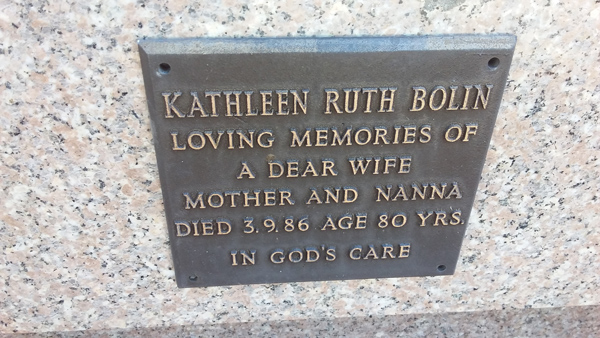 KATHLEEN RUTH BOLIN
LOVING MEMORIES OF
A DEAR WIFE
MOTHER AND NANNA
DIED 3.9.86 AGE 80 YRS.
IN GOD'S CARE